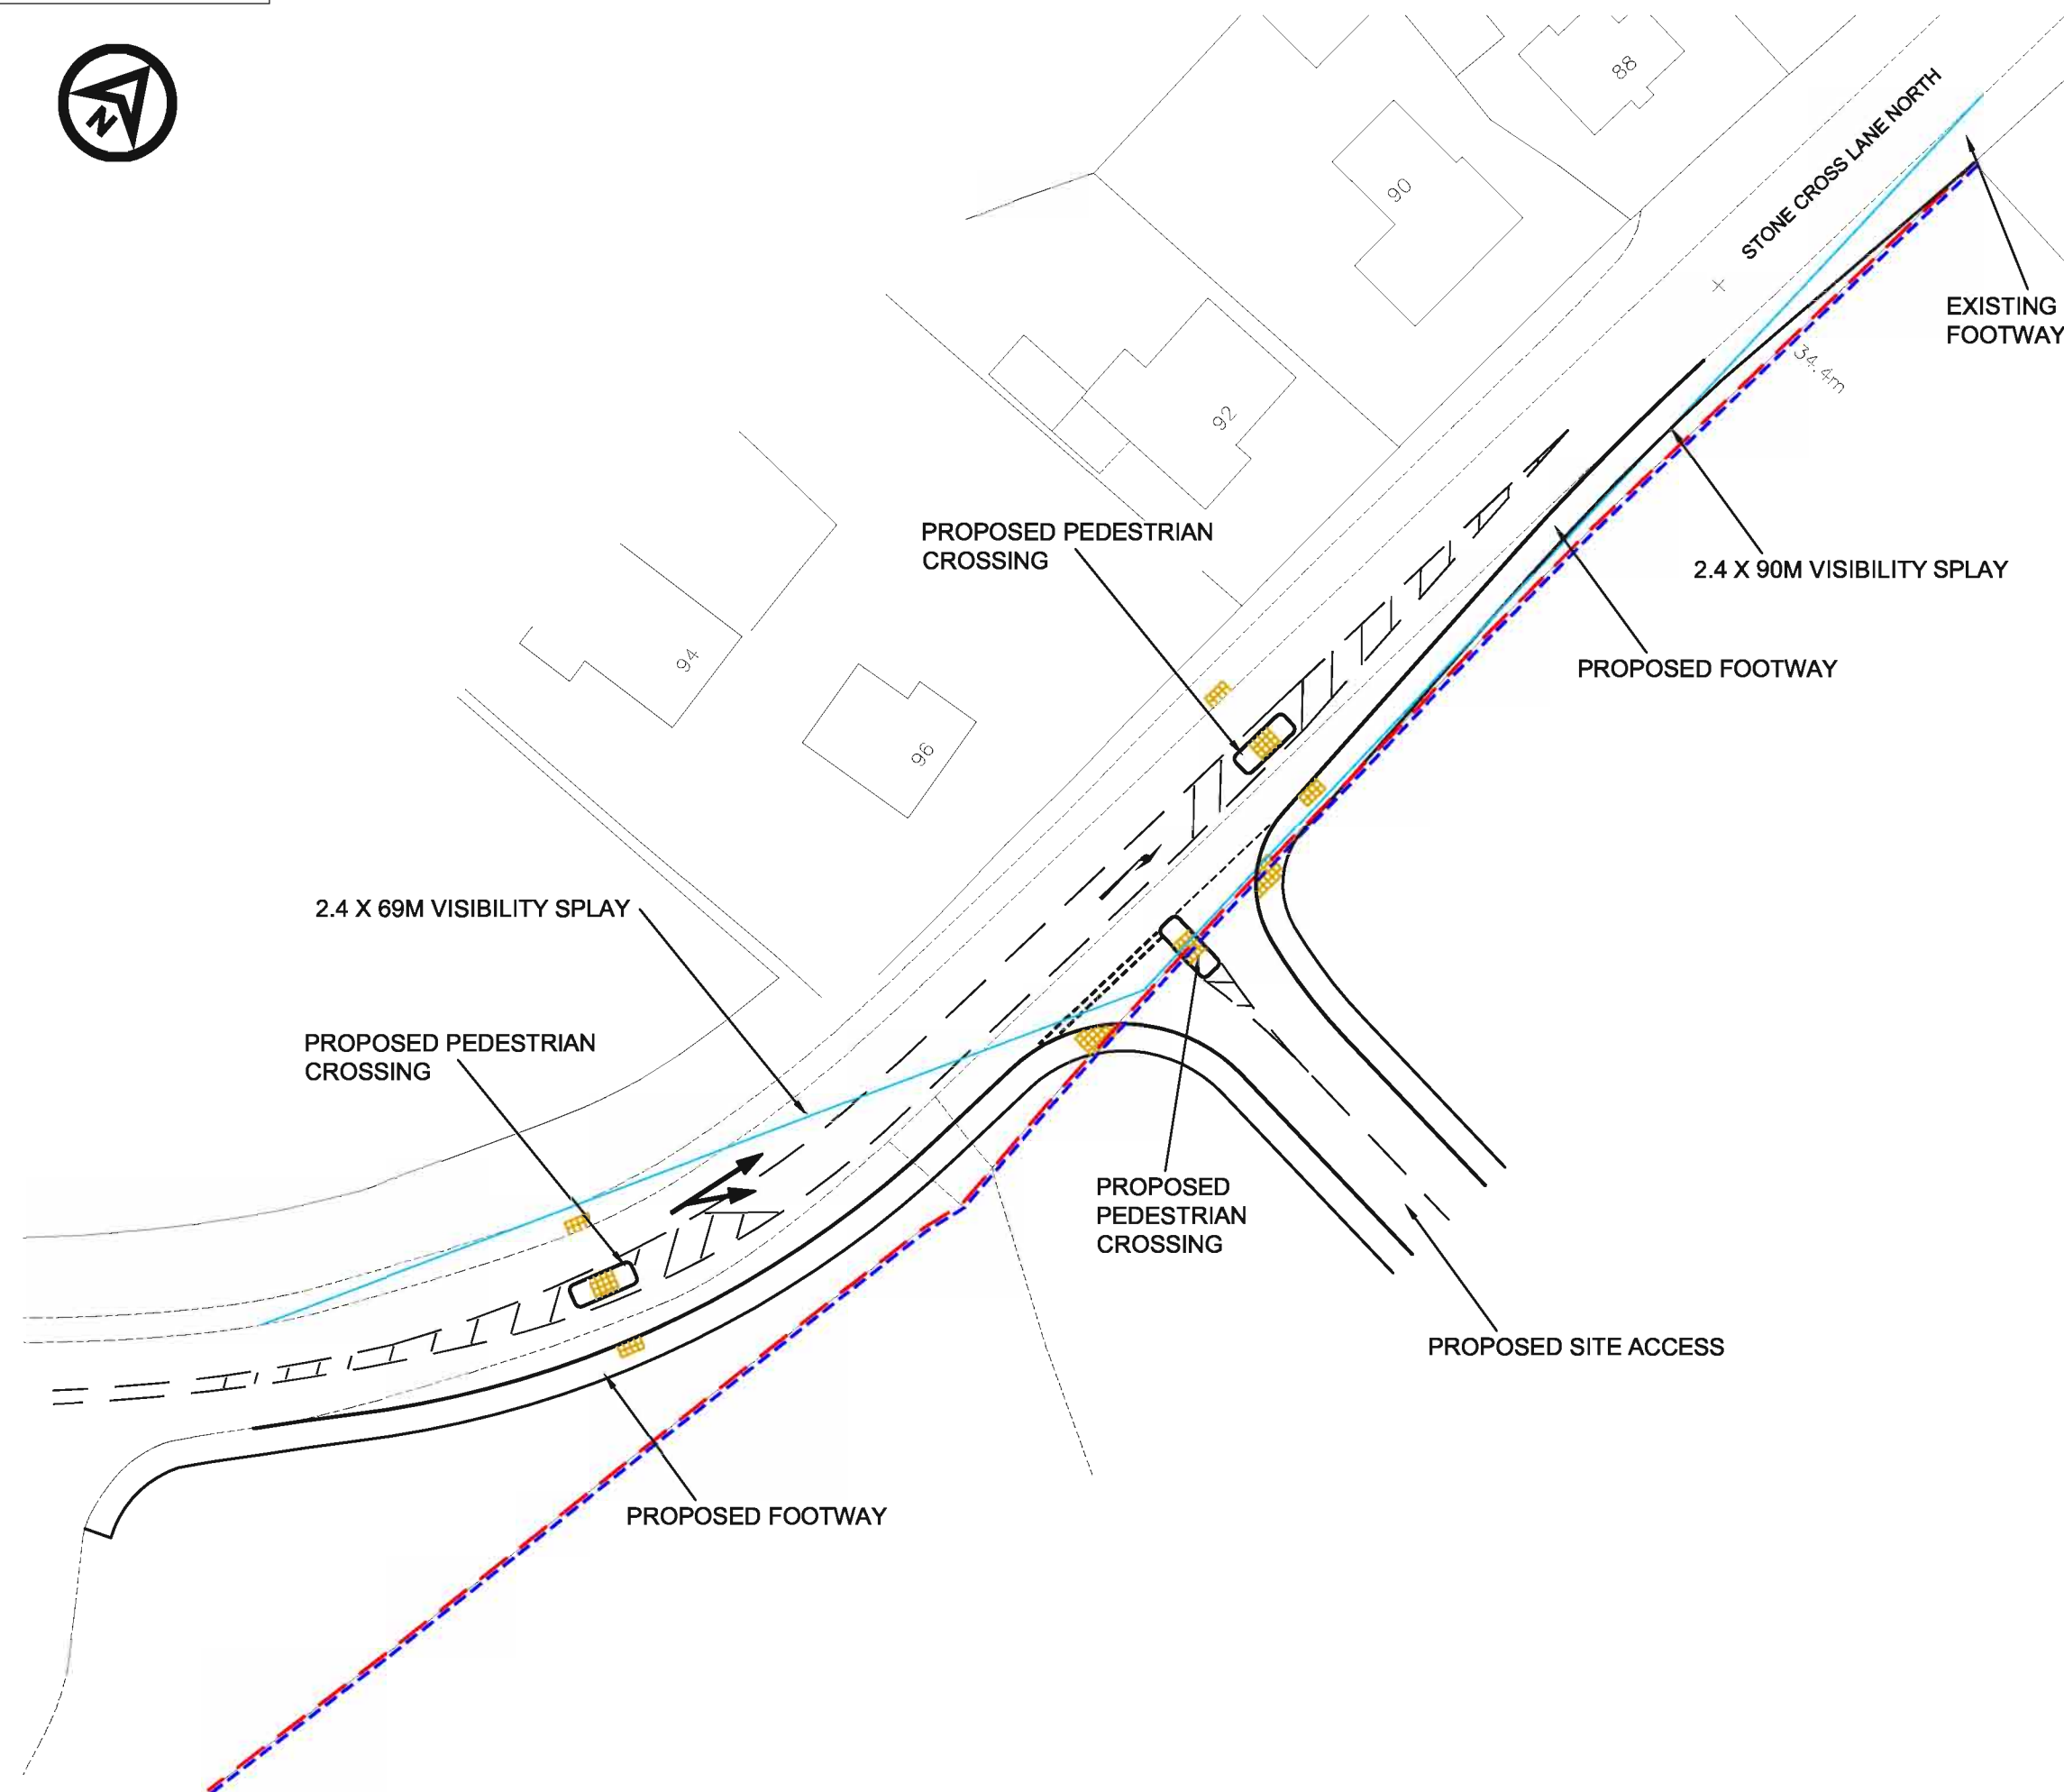 N
88
STONE CROSS LANE NORTH
90
EXISTING
FOOTWAY
34.4m
92
PROPOSED PEDESTRIAN
CROSSING
2.4 X 90M VISIBILITY SPLAY
PROPOSED FOOTWAY
94
96
2.4 X 69M VISIBILITY SPLAY
PROPOSED PEDESTRIAN
CROSSING
PROPOSED
PEDESTRIAN
CROSSING
PROPOSED SITE ACCESS
PROPOSED FOOTWAY